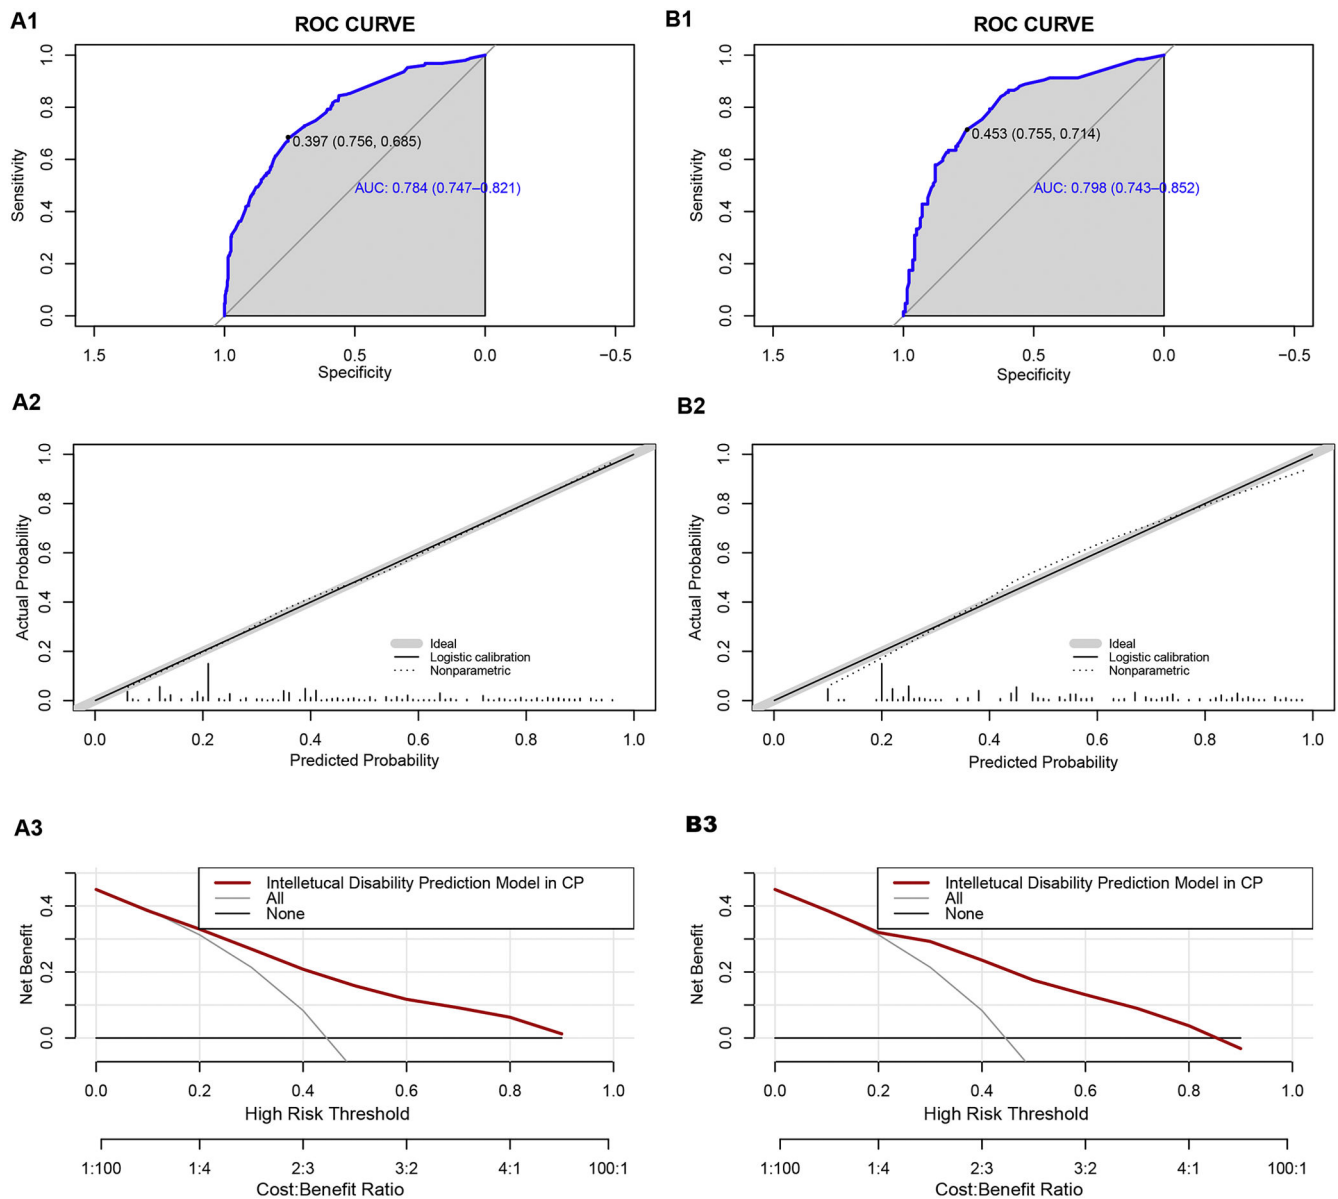 A1
ROC CURVE
1.0
0.8
0.6
0.4
0.2
0.0
Sensitivity
0.397 (0.756, 0.685)
AUC: 0.784 (0.747–0.821)
1.5 1.0 0.5 0.0 −0.5
Specificity
B1
ROC CURVE
1.0
0.8
0.6
0.4
0.2
0.0
Sensitivity
0.453 (0.755, 0.714)
AUC: 0.798 (0.743–0.852)
1.5 1.0 0.5 0.0 −0.5
Specificity
A2
1.0
0.8
0.6
0.4
0.2
0.0
Actual Probability
Ideal
Logistic calibration
Nonparametric
0.0 0.2 0.4 0.6 0.8 1.0
Predicted Probability
B2
1.0
0.8
0.6
0.4
0.2
0.0
Actual Probability
Ideal
Logistic calibration
Nonparametric
0.0 0.2 0.4 0.6 0.8 1.0
Predicted Probability
A3
Intelletucal Disability Prediction Model in CP
All
None
0.4
0.2
0.0
Net Benefit
0.0 0.2 0.4 0.6 0.8 1.0
High Risk Threshold
1:100 1:4 2:3 3:2 4:1 100:1
Cost:Benefit Ratio
B3
Intelletucal Disability Prediction Model in CP
All
None
0.4
0.2
0.0
Net Benefit
0.0 0.2 0.4 0.6 0.8 1.0
High Risk Threshold
1:100 1:4 2:3 3:2 4:1 100:1
Cost:Benefit Ratio